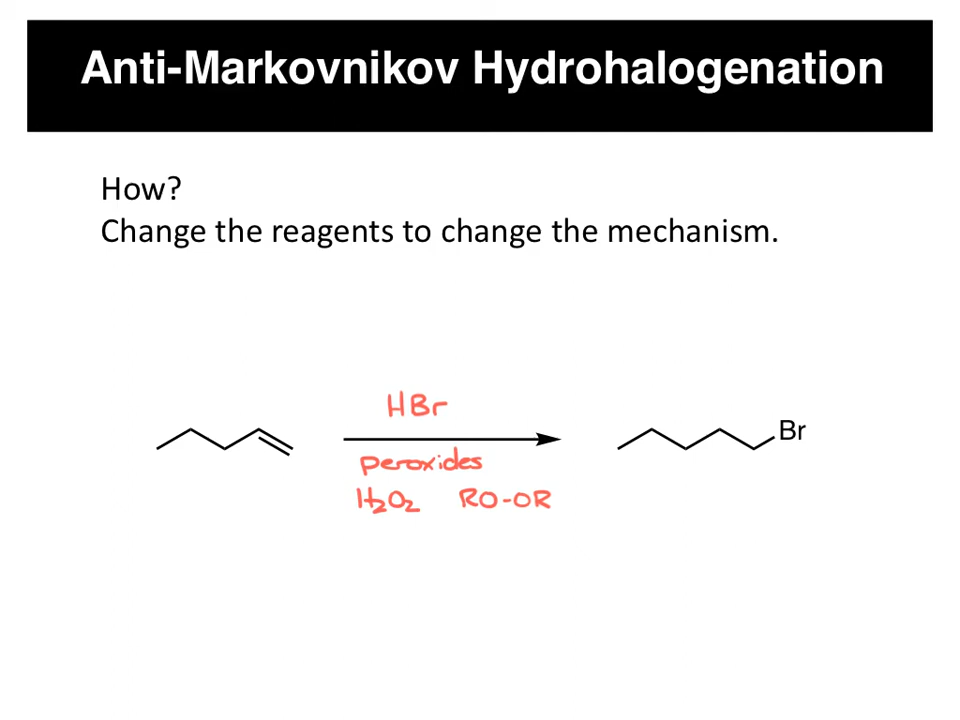 Anti-Markovnikov Hydrohalogenation
How?
Change the reagents to change the mechanism.
HBr
Br
peroxides
H₂O₂ RO-OR